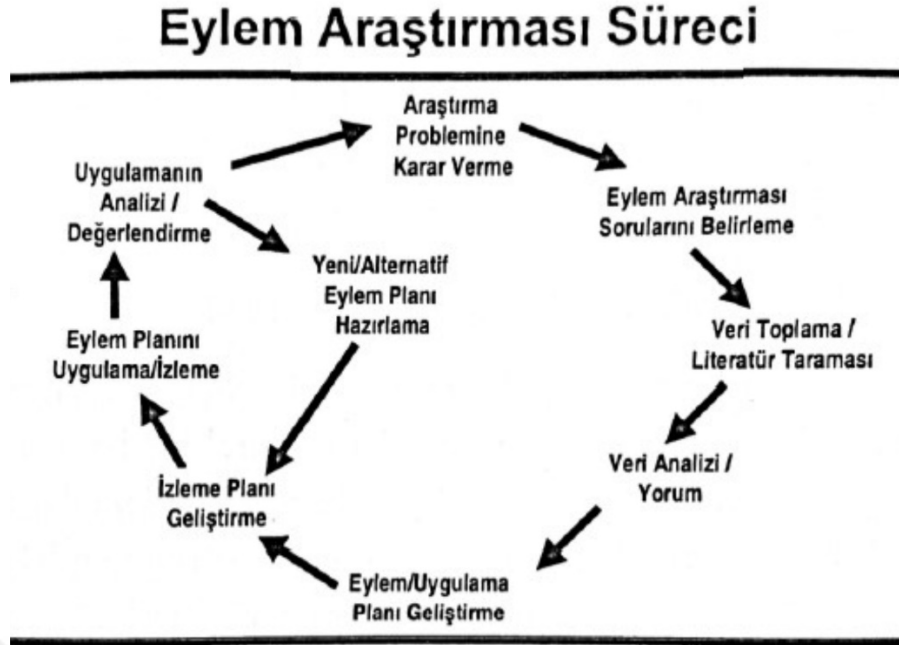 Eylem Araştırması Süreci
Araştırma
Problemine
Karar Verme
Eylem Araştırması
Sorularını Belirleme
Veri Toplama /
Literatür Taraması
Veri Analizi /
Yorum
Eylem/Uygulama
Planı Geliştirme
İzleme Planı
Geliştirme
Eylem Planını
Uygulama/İzleme
Uygulamanın
Analizi /
Değerlendirme
Yeni/Alternatif
Eylem Planı
Hazırlama